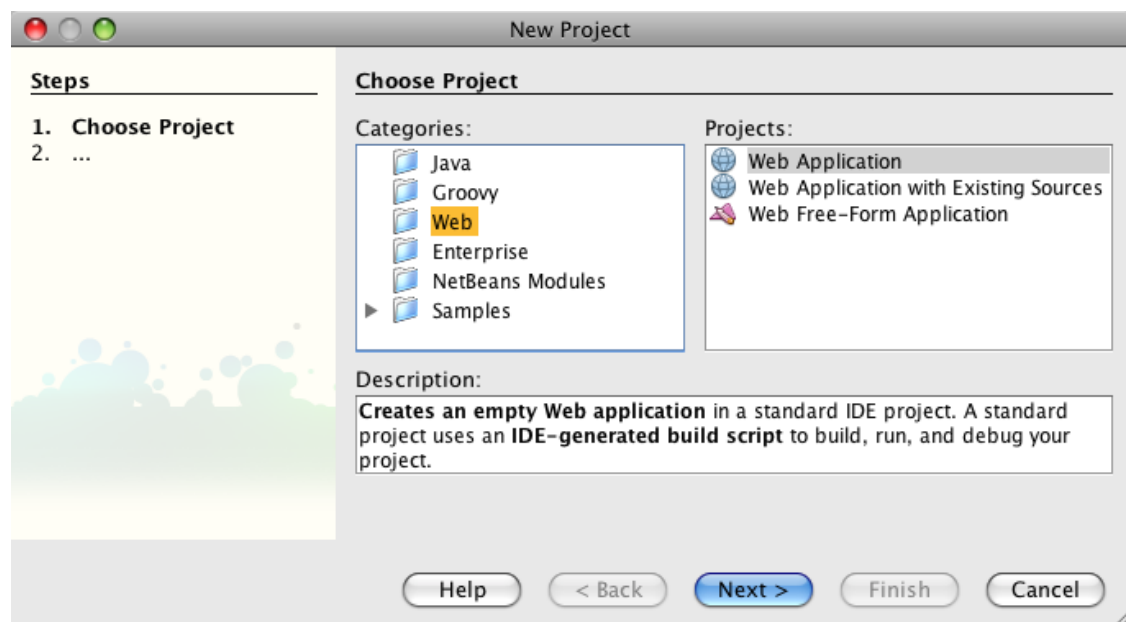 New Project
Steps
1. Choose Project
2. ...
Choose Project
Categories:
Java
Groovy
Web
Enterprise
NetBeans Modules
Samples
Projects:
Web Application
Web Application with Existing Sources
Web Free-Form Application
Description:
Creates an empty Web application in a standard IDE project. A standard
project uses an IDE-generated build script to build, run, and debug your
project.
Help
< Back
Next >
Finish
Cancel